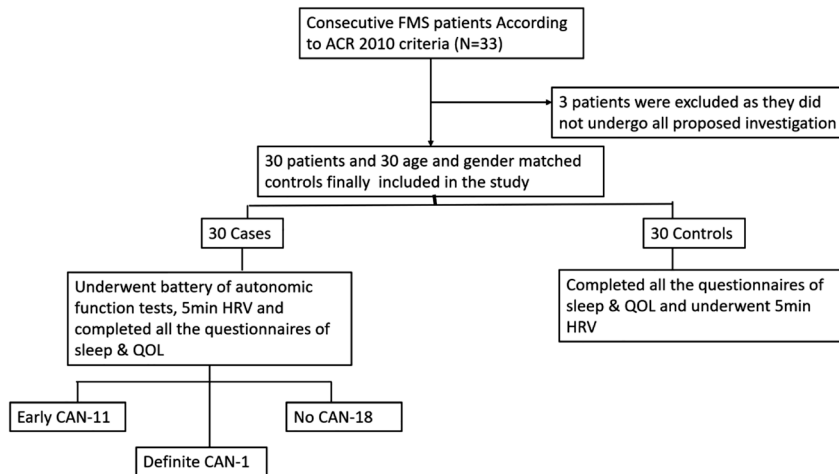 Consecutive FMS patients According
to ACR 2010 criteria (N=33)
3 patients were excluded as they did
not undergo all proposed investigation
30 patients and 30 age and gender matched
controls finally included in the study
30 Cases
30 Controls
Underwent battery of autonomic
function tests, 5min HRV and
completed all the questionnaires of
sleep & QOL
Completed all the questionnaires of
sleep & QOL and underwent 5min
HRV
Early CAN-11
No CAN-18
Definite CAN-1